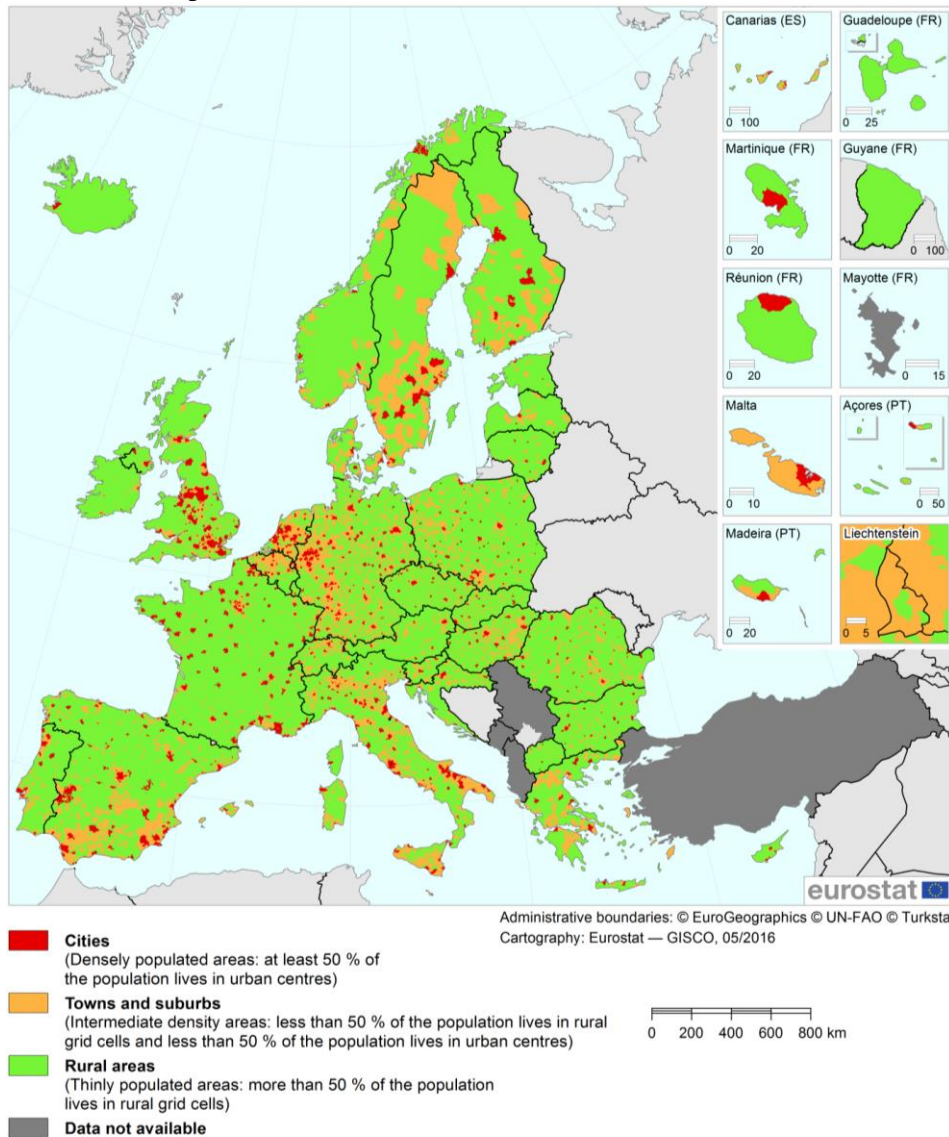 Canarias (ES)
0 100
Guadeloupe (FR)
0 25
Martinique (FR)
0 20
Guyane (FR)
0 100
Réunion (FR)
0 20
Mayotte (FR)
0 15
Malta
0 10
Açores (PT)
0 50
Madeira (PT)
0 20
Liechtenstein
0 5
eurostat
Administrative boundaries: © EuroGeographics © UN-FAO © Turksta
Cartography: Eurostat — GISCO, 05/2016
Cities
(Densely populated areas: at least 50 % of
the population lives in urban centres)
Towns and suburbs
(Intermediate density areas: less than 50 % of the population lives in rural
grid cells and less than 50 % of the population lives in urban centres)
0 200 400 600 800 km
Rural areas
(Thinly populated areas: more than 50 % of the population
lives in rural grid cells)
Data not available